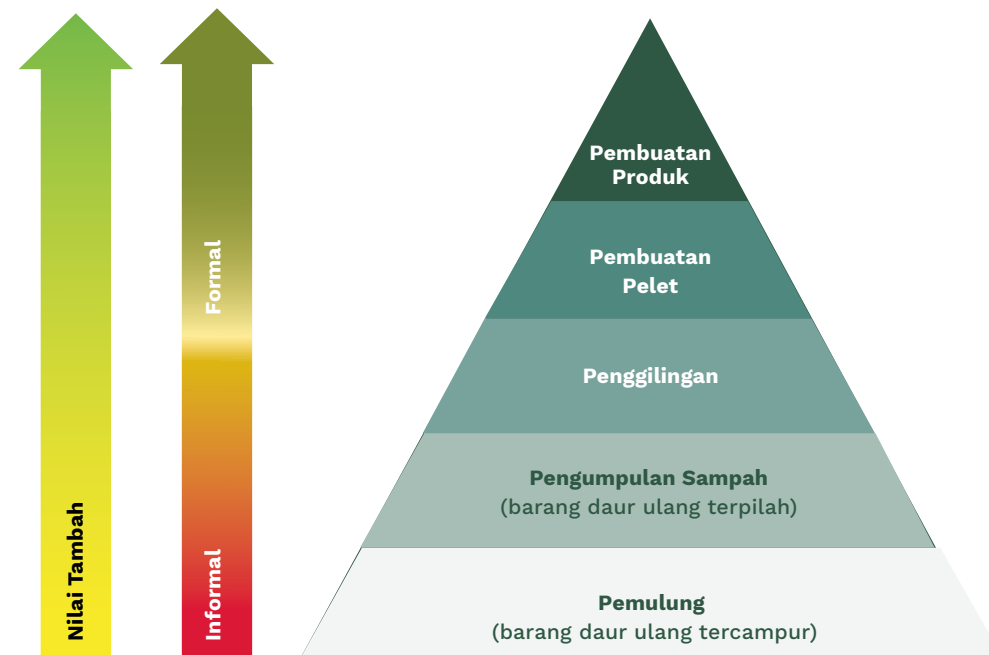 Nilai Tambah
Formal
Informal
Pembuatan
Produk
Pembuatan
Pelet
Penggilingan
Pengumpulan Sampah
(barang daur ulang terpilah)
Pemulung
(barang daur ulang tercampur)